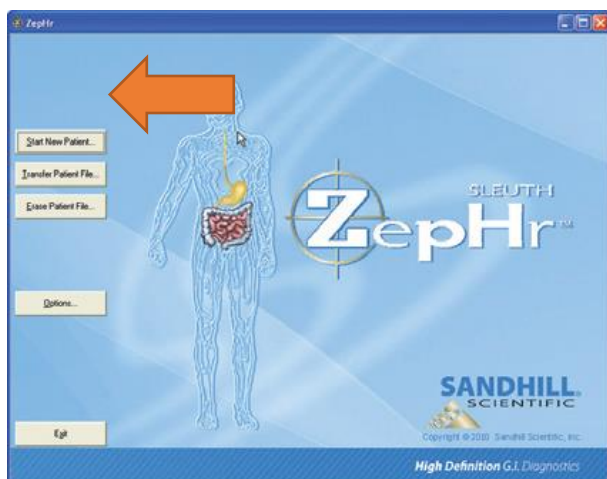 ZepHr
Start New Patient...
Transfer Patient File...
Erase Patient File...
Options...
Exit
SLEUTH
ZepHr™
SANDHILL
SCIENTIFIC
Copyright © 2010 Sandhill Scientific, Inc.
High Definition G.I. Diagnostics